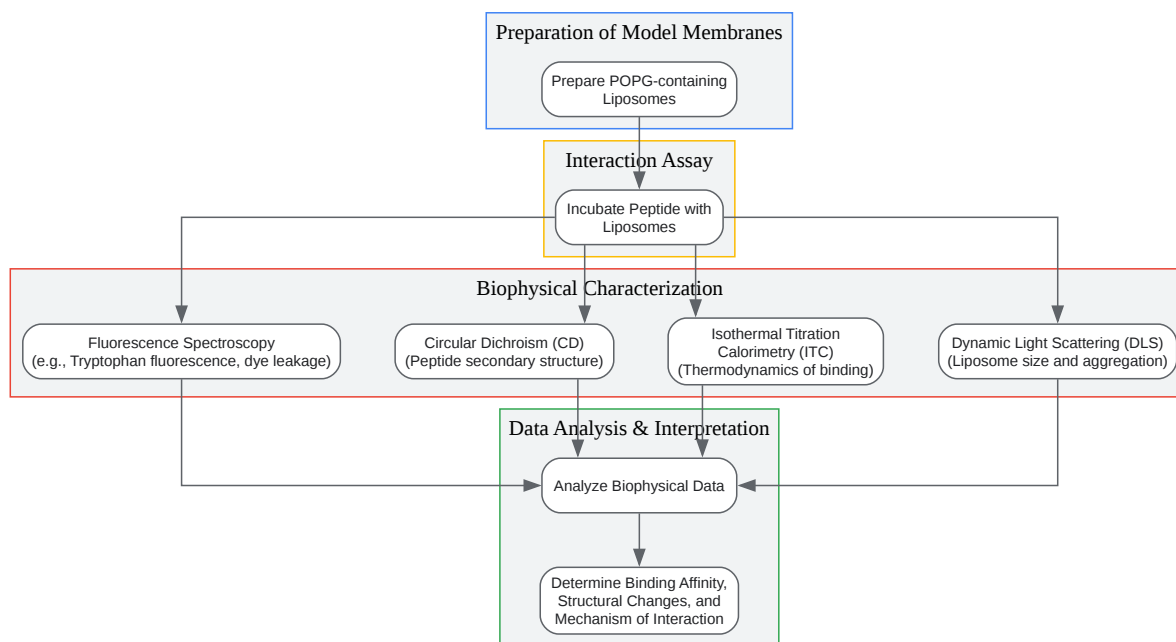 Preparation of Model Membranes
Prepare POPG-containing
Liposomes
Interaction Assay
Incubate Peptide with
Liposomes
Biophysical Characterization
Fluorescence Spectroscopy
(e.g., Tryptophan fluorescence, dye leakage)
Circular Dichroism (CD)
(Peptide secondary structure)
Isothermal Titration
Calorimetry (ITC)
(Thermodynamics of binding)
Dynamic Light Scattering (DLS)
(Liposome size and aggregation)
Data Analysis & Interpretation
Analyze Biophysical Data
Determine Binding Affinity,
Structural Changes, and
Mechanism of Interaction